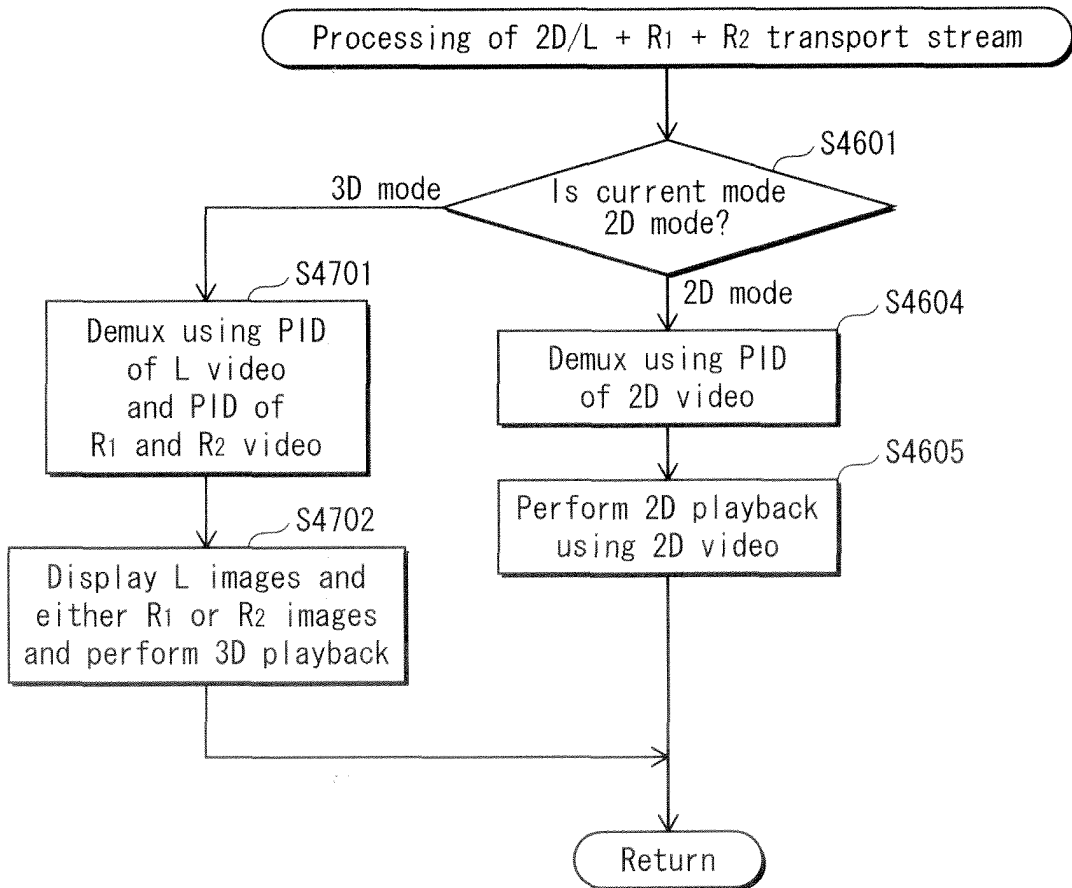 Processing of 2D/L + R1 + R2 transport stream
S4601
Is current mode
2D mode?
3D mode
2D mode
S4701
Demux using PID
of L video
and PID of
R1 and R2 video
S4702
Display L images and
either R1 or R2 images
and perform 3D playback
S4604
Demux using PID
of 2D video
S4605
Perform 2D playback
using 2D video
Return